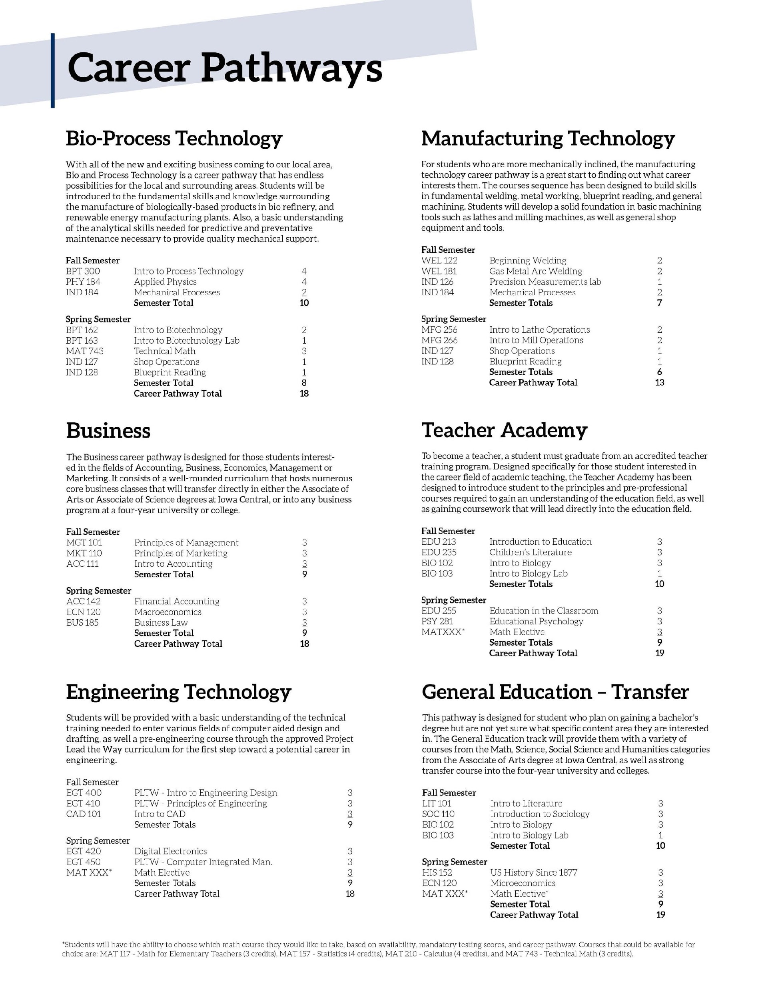 Career Pathways
Bio-Process Technology
With all of the new and exciting business coming to our local area,
Bio and Process Technology is a career pathway that has endless
possibilities for the local and surrounding areas. Students will be
introduced to the fundamental skills and knowledge surrounding
the manufacture of biologically-based products in bio refinery, and
renewable energy manufacturing plants. Also, a basic understanding
of the analytical skills needed for predictive and preventative
maintenance necessary to provide quality mechanical support.
Fall Semester
BPT 300 Intro to Process Technology 4
PHY 184 Applied Physics 4
IND 184 Mechanical Processes 2
Semester Total 10
Spring Semester
BPT 162 Intro to Biotechnology 2
BPT 163 Intro to Biotechnology Lab 1
MAT 743 Technical Math 3
IND 127 Shop Operations 1
IND 128 Blueprint Reading 1
Semester Total 8
Career Pathway Total 18
Business
The Business career pathway is designed for those students interest-
ed in the fields of Accounting, Business, Economics, Management or
Marketing. It consists of a well-rounded curriculum that hosts numerous
core business classes that will transfer directly in either the Associate of
Arts or Associate of Science degrees at Iowa Central, or into any business
program at a four-year university or college.
Fall Semester
MGT 101 Principles of Management 3
MKT 110 Principles of Marketing 3
ACC 111 Intro to Accounting 3
Semester Total 9
Spring Semester
ACC 142 Financial Accounting 3
ECN 120 Macroeconomics 3
BUS 185 Business Law 3
Semester Total 9
Career Pathway Total 18
Engineering Technology
Students will be provided with a basic understanding of the technical
training needed to enter various fields of computer aided design and
drafting, as well a pre-engineering course through the approved Project
Lead the Way curriculum for the first step toward a potential career in
engineering.
Fall Semester
EGT 400 PLTW - Intro to Engineering Design 3
EGT 410 PLTW - Principles of Engineering 3
CAD 101 Intro to CAD 3
Semester Totals 9
Spring Semester
EGT 420 Digital Electronics 3
EGT 450 PLTW - Computer Integrated Man. 3
MAT XXX* Math Elective 3
Semester Totals 9
Career Pathway Total 18
Manufacturing Technology
For students who are more mechanically inclined, the manufacturing
technology career pathway is a great start to finding out what career
interests them. The courses sequence has been designed to build skills
in fundamental welding, metal working, blueprint reading, and general
machining. Students will develop a solid foundation in basic machining
tools such as lathes and milling machines, as well as general shop
equipment and tools.
Fall Semester
WEL 122 Beginning Welding 2
WEL 181 Gas Metal Arc Welding 2
IND 126 Precision Measurements lab 1
IND 184 Mechanical Processes 2
Semester Totals 7
Spring Semester
MFG 256 Intro to Lathe Operations 2
MFG 266 Intro to Mill Operations 2
IND 127 Shop Operations 1
IND 128 Blueprint Reading 1
Semester Totals 6
Career Pathway Total 13
Teacher Academy
To become a teacher, a student must graduate from an accredited teacher
training program. Designed specifically for those student interested in
the career field of academic teaching, the Teacher Academy has been
designed to introduce student to the principles and pre-professional
courses required to gain an understanding of the education field, as well
as gaining coursework that will lead directly into the education field.
Fall Semester
EDU 213 Introduction to Education 3
EDU 235 Children's Literature 3
BIO 102 Intro to Biology 3
BIO 103 Intro to Biology Lab 1
Semester Totals 10
Spring Semester
EDU 255 Education in the Classroom 3
PSY 281 Educational Psychology 3
MATXXX* Math Elective 3
Semester Totals 9
Career Pathway Total 19
General Education – Transfer
This pathway is designed for student who plan on gaining a bachelor's
degree but are not yet sure what specific content area they are interested
in. The General Education track will provide them with a variety of
courses from the Math, Science, Social Science and Humanities categories
from the Associate of Arts degree at Iowa Central, as well as strong
transfer course into the four-year university and colleges.
Fall Semester
LIT 101 Intro to Literature 3
SOC 110 Introduction to Sociology 3
BIO 102 Intro to Biology 3
BIO 103 Intro to Biology Lab 1
Semester Total 10
Spring Semester
HIS 152 US History Since 1877 3
ECN 120 Microeconomics 3
MAT XXX* Math Elective* 3
Semester Total 9
Career Pathway Total 19
*Students will have the ability to choose which math course they would like to take, based on availability, mandatory testing scores, and career pathway. Courses that could be available for
choice are: MAT 117 - Math for Elementary Teachers (3 credits), MAT 157 - Statistics (4 credits), MAT 210 - Calculus (4 credits), and MAT 743 - Technical Math (3 credits).